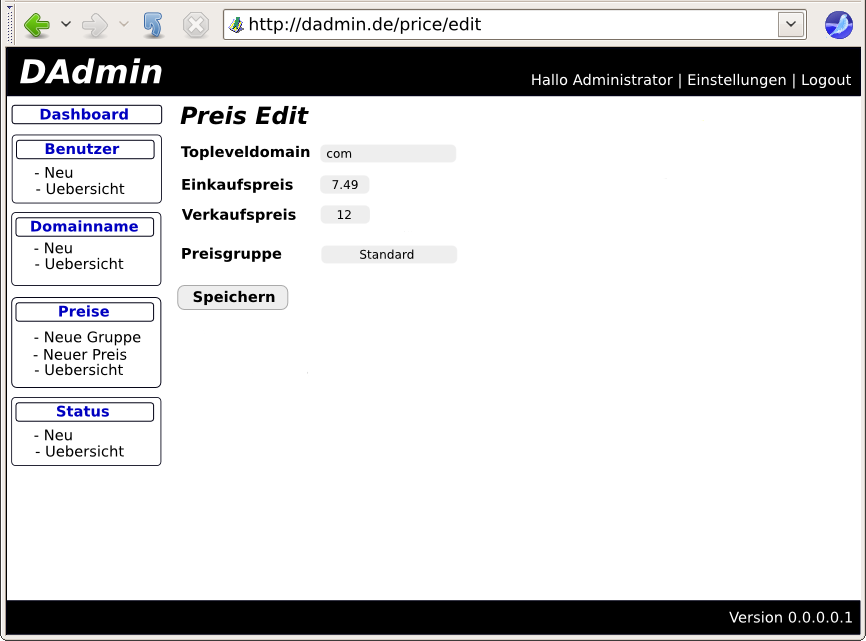 http://dadmin.de/price/edit
DAdmin
Hallo Administrator | Einstellungen | Logout
Dashboard
Benutzer
- Neu
- Uebersicht
Domainname
- Neu
- Uebersicht
Preise
- Neue Gruppe
- Neuer Preis
- Uebersicht
Status
- Neu
- Uebersicht
Preis Edit
Topleveldomain com
Einkaufspreis 7.49
Verkaufspreis 12
Preisgruppe Standard
Speichern
Version 0.0.0.0.1